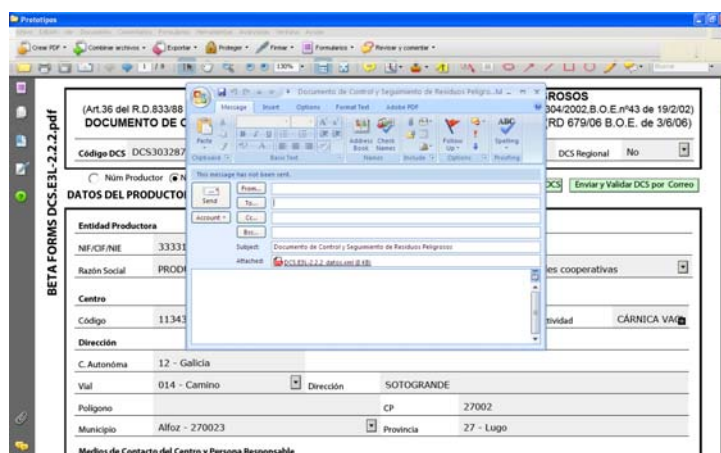 Prototipos
Crear PDF
Combinar archivos
Exportar
Proteger
Firmar
Formularios
Revisar y comentar
130%
Documento de Control y Seguimiento de Residuos Peligro...
Message Insert Options Format Text Adobe PDF
Paste
Address Book
Check Names
Follow Up
Spelling
Clipboard
Basic Text
Names
Include
Options
Proofing
This message has not been sent.
Send
From...
To...
Account
Cc...
Bcc...
Subject: Documento de Control y Seguimiento de Residuos Peligrosos
Attached: DCS.E3L-2.2.2_datos.xml (8 KB)
BETA FORMS DCS.E3L-2.2.2.pdf
(Art.36 del R.D.833/88
ROSOS
304/2002,B.O.E.nº43 de 19/2/02)
DOCUMENTO DE C
(RD 679/06 B.O.E. de 3/6/06)
Código DCS DCS303287
DCS Regional No
Núm Productor
DCS
Enviar y Validar DCS por Correo
DATOS DEL PRODUCTO
Entidad Productora
NIF/CIF/NIE 33331
Razón Social PRODU
es cooperativas
Centro
Código 11343
tividad CÁRNICA VAC
Dirección
C. Autonóma 12 - Galicia
Vial 014 - Camino Dirección SOTOGRANDE
Poligono CP 27002
Municipio Alfoz - 270023 Provincia 27 - Lugo
Medios de Contacto del Centro y Persona Responsable